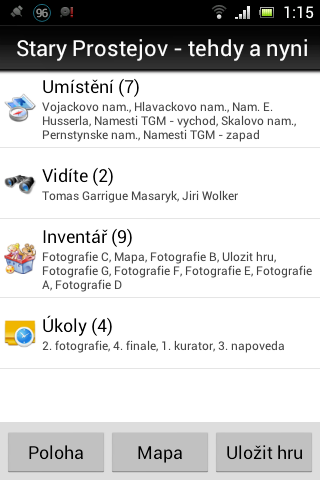 96
1:15
Stary Prostejov - tehdy a nyni
Umístění (7)
Vojackovo nam., Hlavackovo nam., Nam. E.
Husserla, Namesti TGM - vychod, Skalovo nam.,
Pernstynske nam., Namesti TGM - zapad
Vidíte (2)
Tomas Garrigue Masaryk, Jiri Wolker
Inventář (9)
Fotografie C, Mapa, Fotografie B, Ulozit hru,
Fotografie G, Fotografie F, Fotografie E, Fotografie
A, Fotografie D
Úkoly (4)
2. fotografie, 4. finale, 1. kurator, 3. napoveda
Poloha
Mapa
Uložit hru